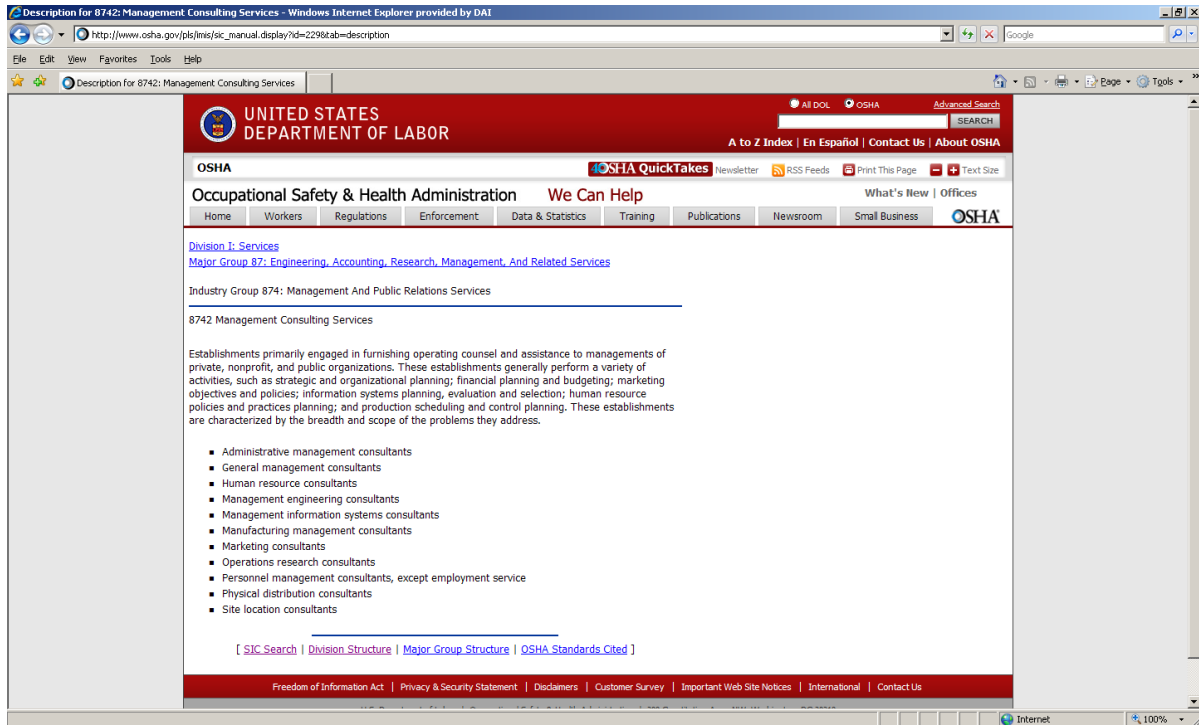 Description for 8742: Management Consulting Services - Windows Internet Explorer provided by DAI
http://www.osha.gov/pls/imis/sic_manual.display?id=229&tab=description
Google
File Edit View Favorites Tools Help
Description for 8742: Management Consulting Services
Page Tools
UNITED STATES
DEPARTMENT OF LABOR
All DOL OSHA Advanced Search
SEARCH
A to Z Index | En Español | Contact Us | About OSHA
OSHA
OSHA QuickTakes Newsletter RSS Feeds Print This Page Text Size
Occupational Safety & Health Administration We Can Help
What's New | Offices
Home Workers Regulations Enforcement Data & Statistics Training Publications Newsroom Small Business OSHA
Division I: Services
Major Group 87: Engineering, Accounting, Research, Management, And Related Services
Industry Group 874: Management And Public Relations Services
8742 Management Consulting Services
Establishments primarily engaged in furnishing operating counsel and assistance to managements of
private, nonprofit, and public organizations. These establishments generally perform a variety of
activities, such as strategic and organizational planning; financial planning and budgeting; marketing
objectives and policies; information systems planning, evaluation and selection; human resource
policies and practices planning; and production scheduling and control planning. These establishments
are characterized by the breadth and scope of the problems they address.
Administrative management consultants
General management consultants
Human resource consultants
Management engineering consultants
Management information systems consultants
Manufacturing management consultants
Marketing consultants
Operations research consultants
Personnel management consultants, except employment service
Physical distribution consultants
Site location consultants
[ SIC Search | Division Structure | Major Group Structure | OSHA Standards Cited ]
Freedom of Information Act | Privacy & Security Statement | Disclaimers | Customer Survey | Important Web Site Notices | International | Contact Us
Internet 100%